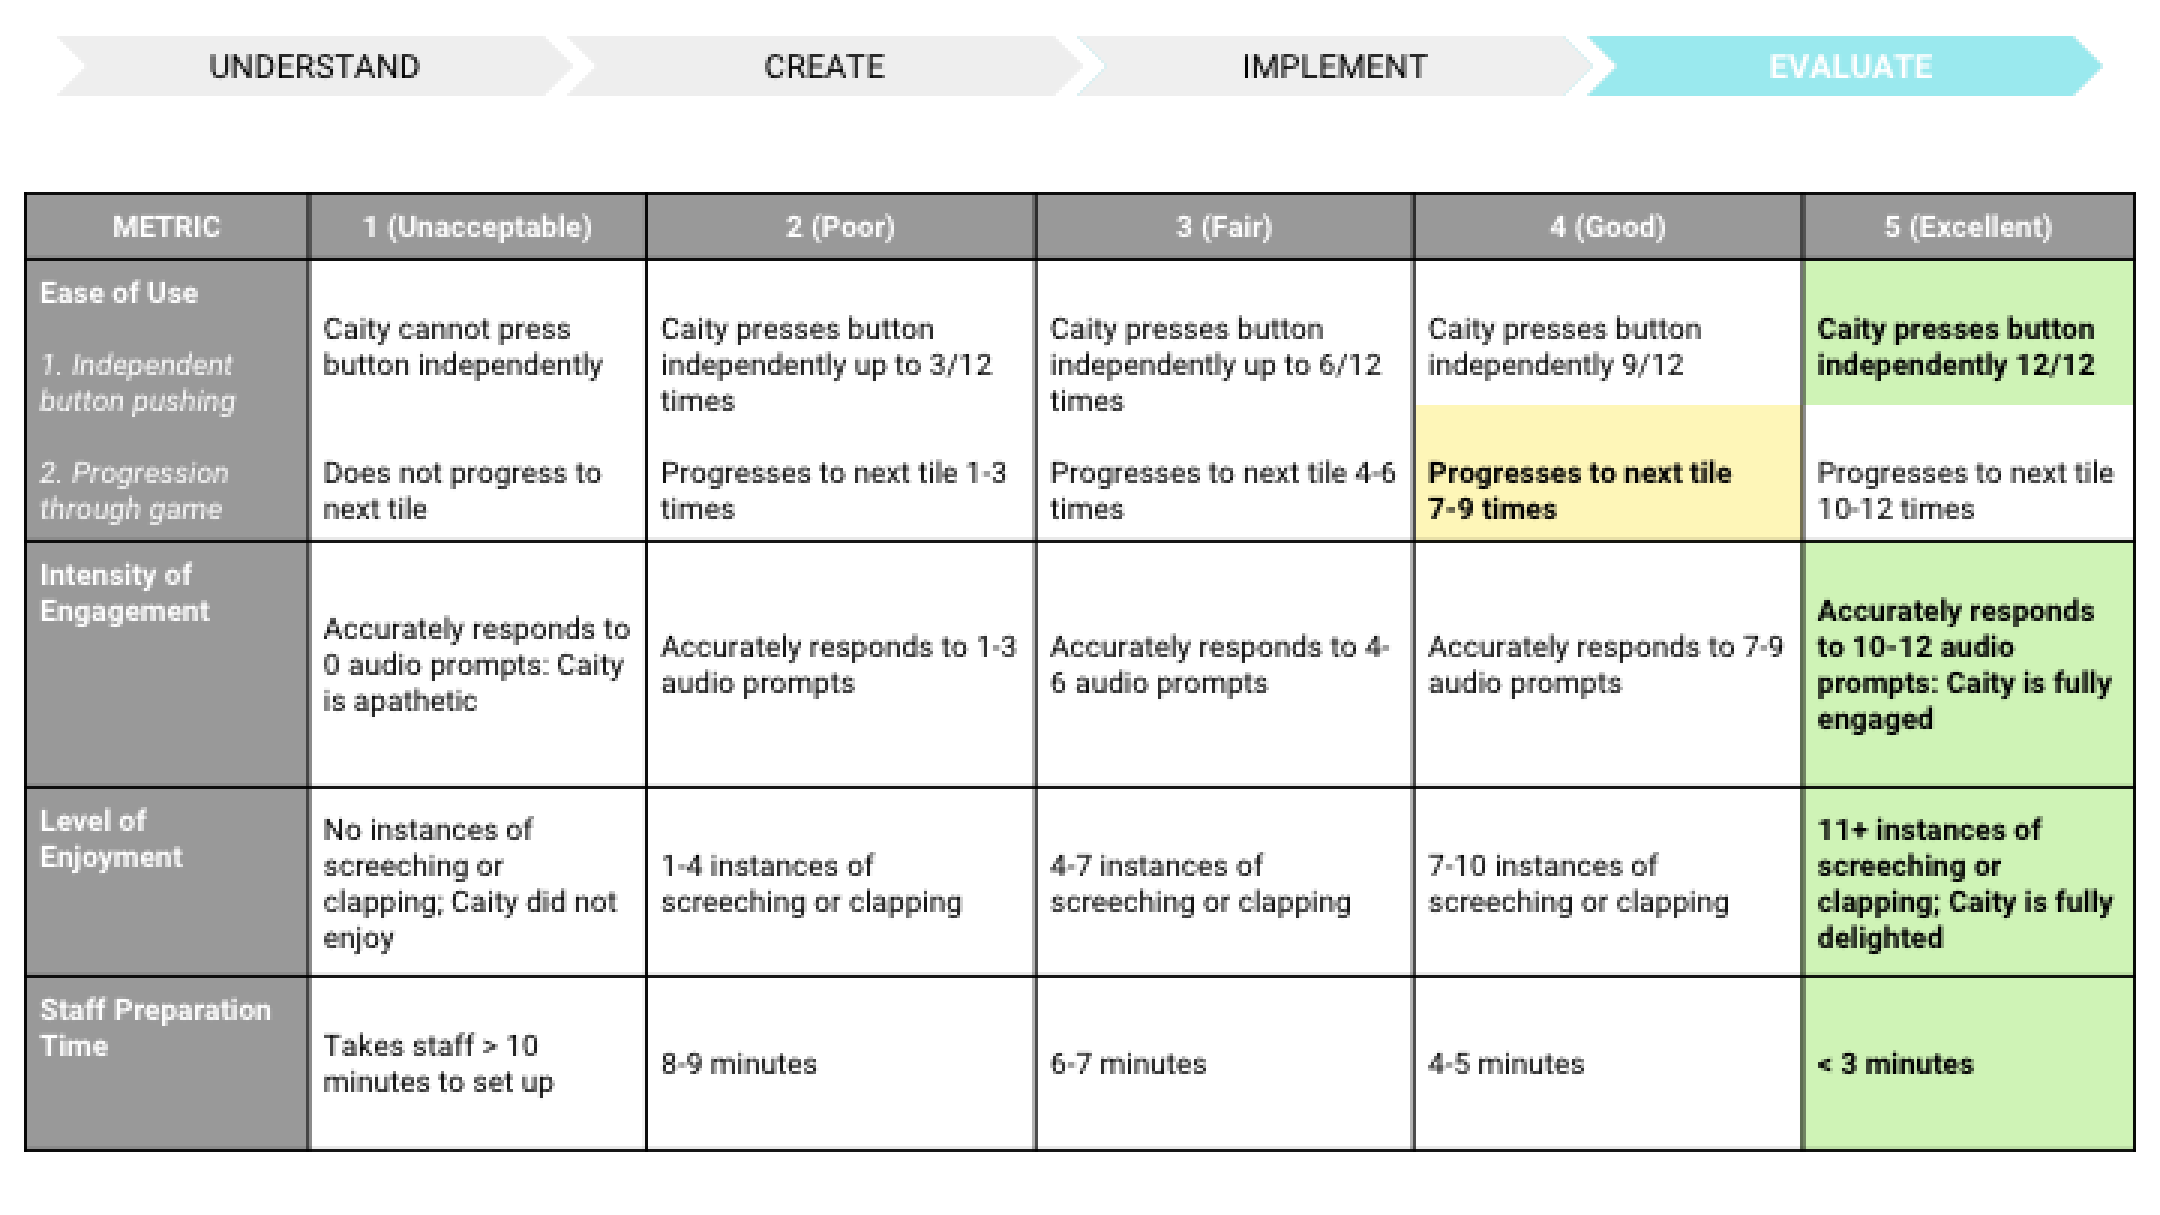 UNDERSTAND
CREATE
IMPLEMENT
EVALUATE
METRIC
1 (Unacceptable)
2 (Poor)
3 (Fair)
4 (Good)
5 (Excellent)
Ease of Use
1. Independent
button pushing
2. Progression
through game
Caity cannot press
button independently
Does not progress to
next tile
Caity presses button
independently up to 3/12
times
Progresses to next tile 1-3
times
Caity presses button
independently up to 6/12
times
Progresses to next tile 4-6
times
Caity presses button
independently 9/12
Progresses to next tile
7-9 times
Caity presses button
independently 12/12
Progresses to next tile
10-12 times
Intensity of
Engagement
Accurately responds to
0 audio prompts: Caity
is apathetic
Accurately responds to 1-3
audio prompts
Accurately responds to 4-
6 audio prompts
Accurately responds to 7-9
audio prompts
Accurately responds
to 10-12 audio
prompts: Caity is fully
engaged
Level of
Enjoyment
No instances of
screeching or
clapping; Caity did not
enjoy
1-4 instances of
screeching or clapping
4-7 instances of
screeching or clapping
7-10 instances of
screeching or clapping
11+ instances of
screeching or
clapping; Caity is fully
delighted
Staff Preparation
Time
Takes staff > 10
minutes to set up
8-9 minutes
6-7 minutes
4-5 minutes
< 3 minutes